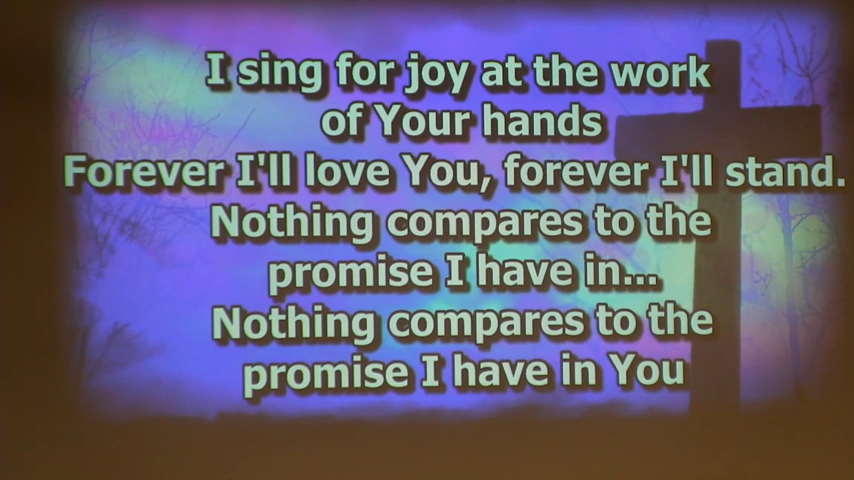 I sing for joy at the work
of Your hands
Forever I'll love You, forever I'll stand.
Nothing compares to the
promise I have in...
Nothing compares to the
promise I have in You